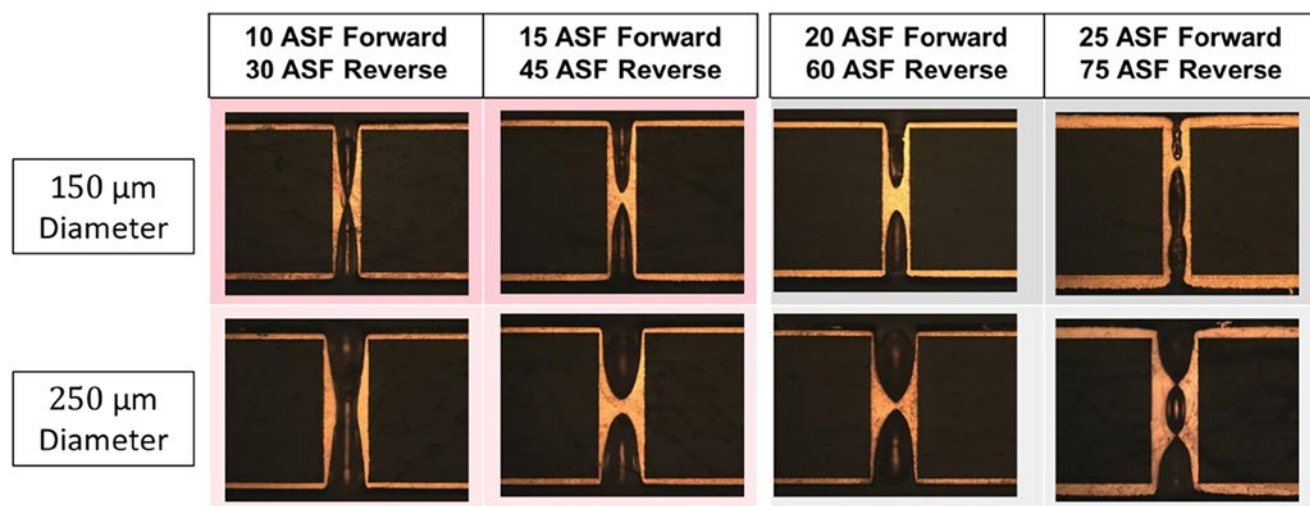 10 ASF Forward
30 ASF Reverse
15 ASF Forward
45 ASF Reverse
20 ASF Forward
60 ASF Reverse
25 ASF Forward
75 ASF Reverse
150 μm
Diameter
250 μm
Diameter